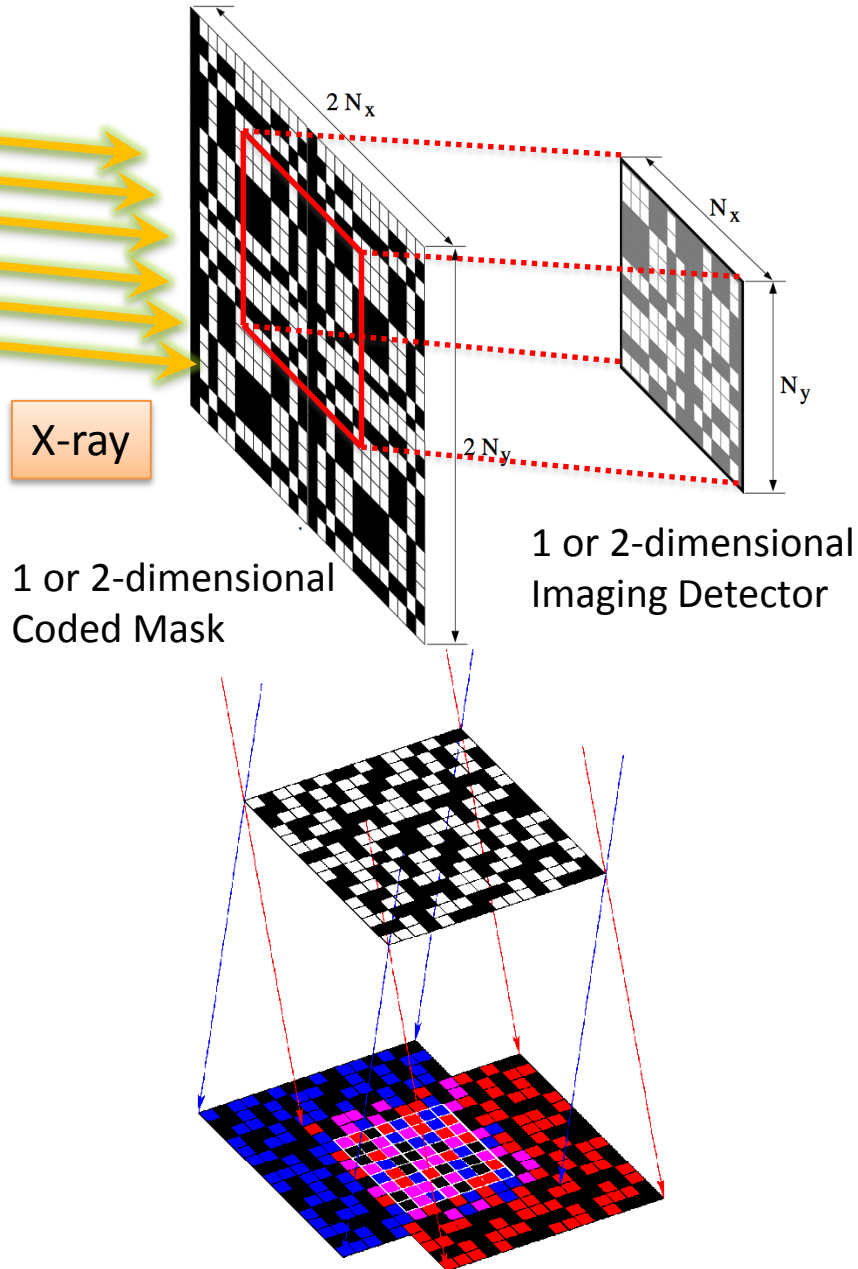 2 Nx
Nx
Ny
X-ray
2 Ny
1 or 2-dimensional
Coded Mask
1 or 2-dimensional
Imaging Detector